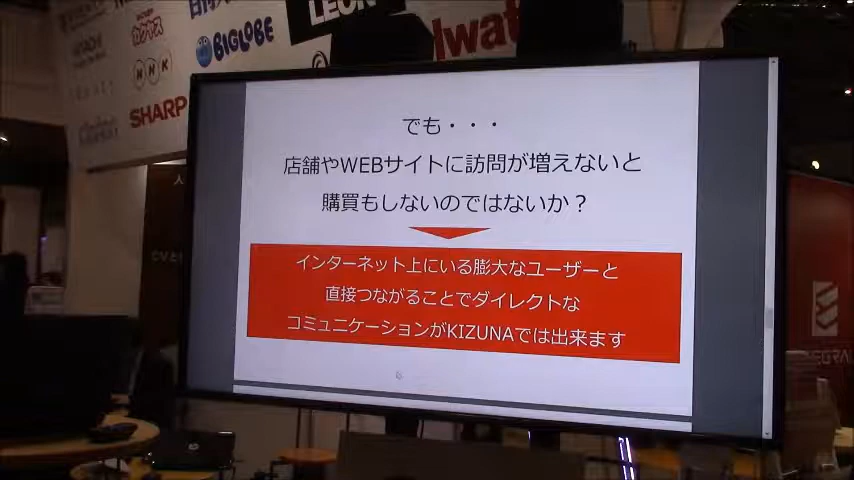 LEON
BIGLOBE
NHK
SHARP
でも・・・
店舗やWEBサイトに訪問が増えないと
購買もしないのではないか？
インターネット上にいる膨大なユーザーと
直接つながることでダイレクトな
コミュニケーションがKIZUNAでは出来ます